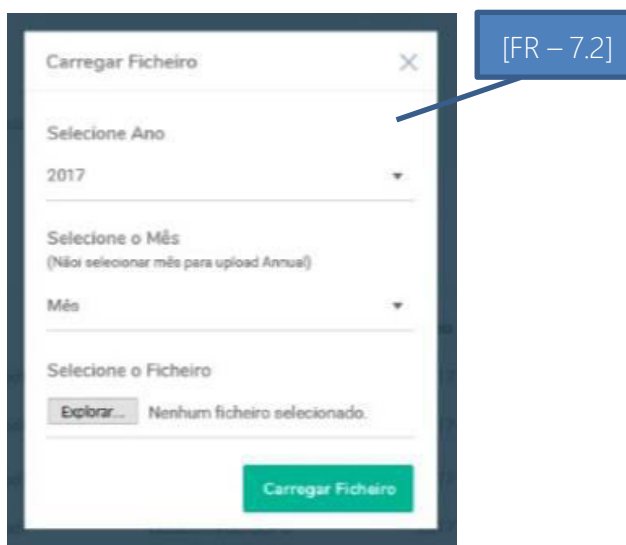 [FR – 7.2]
Carregar Ficheiro
Selecione Ano
2017
Selecione o Mês
(Nãoi selecionar mês para upload Annual)
Mês
Selecione o Ficheiro
Explorar... Nenhum ficheiro selecionado.
Carregar Ficheiro